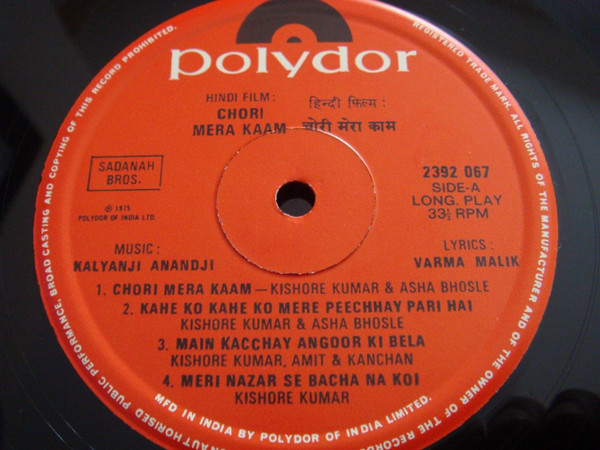 polydor
HINDI FILM:
CHORI
MERA KAAM
हिन्दी फिल्म :
चोरी मेरा काम
SADANAH
BROS.
℗ 1975
POLYDOR OF INDIA LTD.
2392 067
SIDE-A
LONG. PLAY
33⅓ RPM
MUSIC:
KALYANJI ANANDJI
LYRICS:
VARMA MALIK
1. CHORI MERA KAAM — KISHORE KUMAR & ASHA BHOSLE
2. KAHE KO KAHE KO MERE PEECHHAY PARI HAI
KISHORE KUMAR & ASHA BHOSLE
3. MAIN KACCHAY ANGOOR KI BELA
KISHORE KUMAR, AMIT & KANCHAN
4. MERI NAZAR SE BACHA NA KOI
KISHORE KUMAR
MFD IN INDIA BY POLYDOR OF INDIA LIMITED.
REGISTERED TRADE MARK. ALL RIGHTS OF THE MANUFACTURER AND OF THE OWNER OF THE RECORDED
AUTHORISED PUBLIC PERFORMANCE, BROADCASTING AND COPYING OF THIS RECORD PROHIBITED.